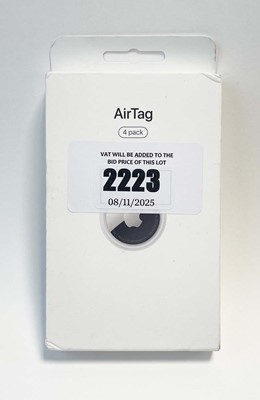 AirTag
4 pack
VAT WILL BE ADDED TO THE
BID PRICE OF THIS LOT
2223
08/11/2025